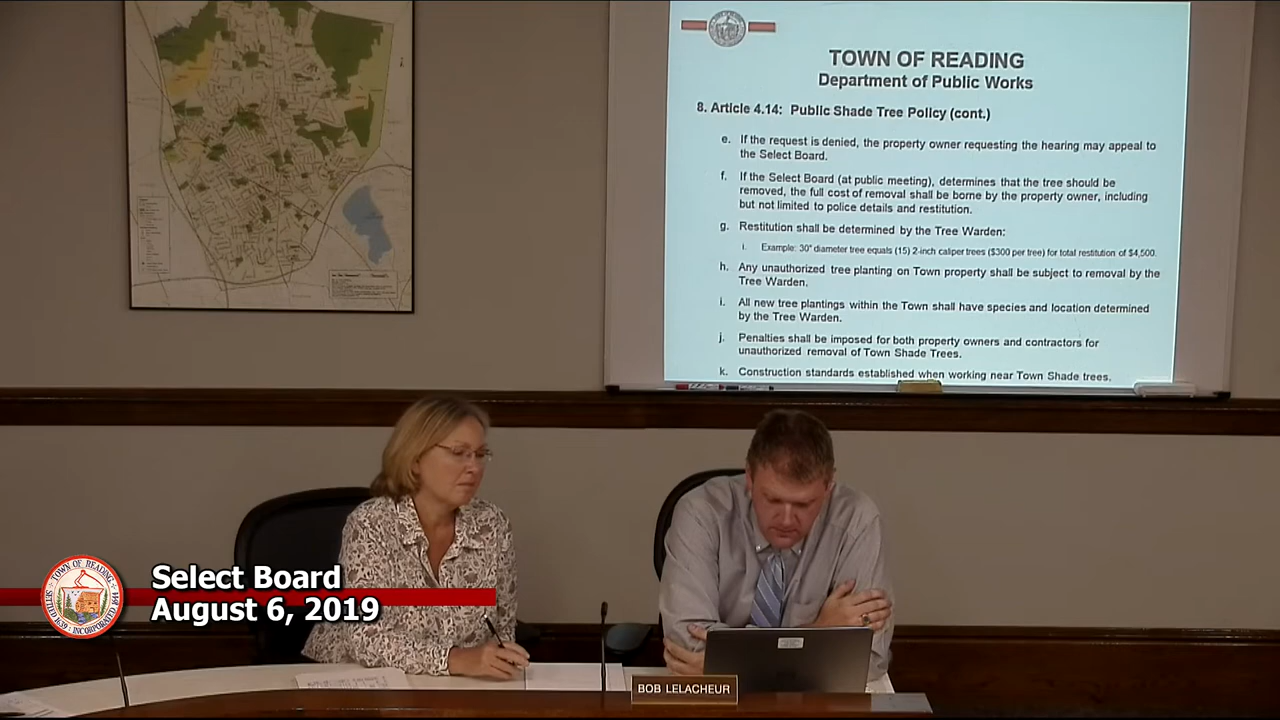 TOWN OF READING
Department of Public Works
8. Article 4.14: Public Shade Tree Policy (cont.)
e. If the request is denied, the property owner requesting the hearing may appeal to
the Select Board.
f. If the Select Board (at public meeting), determines that the tree should be
removed, the full cost of removal shall be borne by the property owner, including
but not limited to police details and restitution.
g. Restitution shall be determined by the Tree Warden:
i. Example: 30" diameter tree equals (15) 2-inch caliper trees ($300 per tree) for total restitution of $4,500.
h. Any unauthorized tree planting on Town property shall be subject to removal by the
Tree Warden.
i. All new tree plantings within the Town shall have species and location determined
by the Tree Warden.
j. Penalties shall be imposed for both property owners and contractors for
unauthorized removal of Town Shade Trees.
k. Construction standards established when working near Town Shade trees.
TOWN OF READING
SETTLED 1639 INCORPORATED 1644
Select Board
August 6, 2019
BOB LELACHEUR